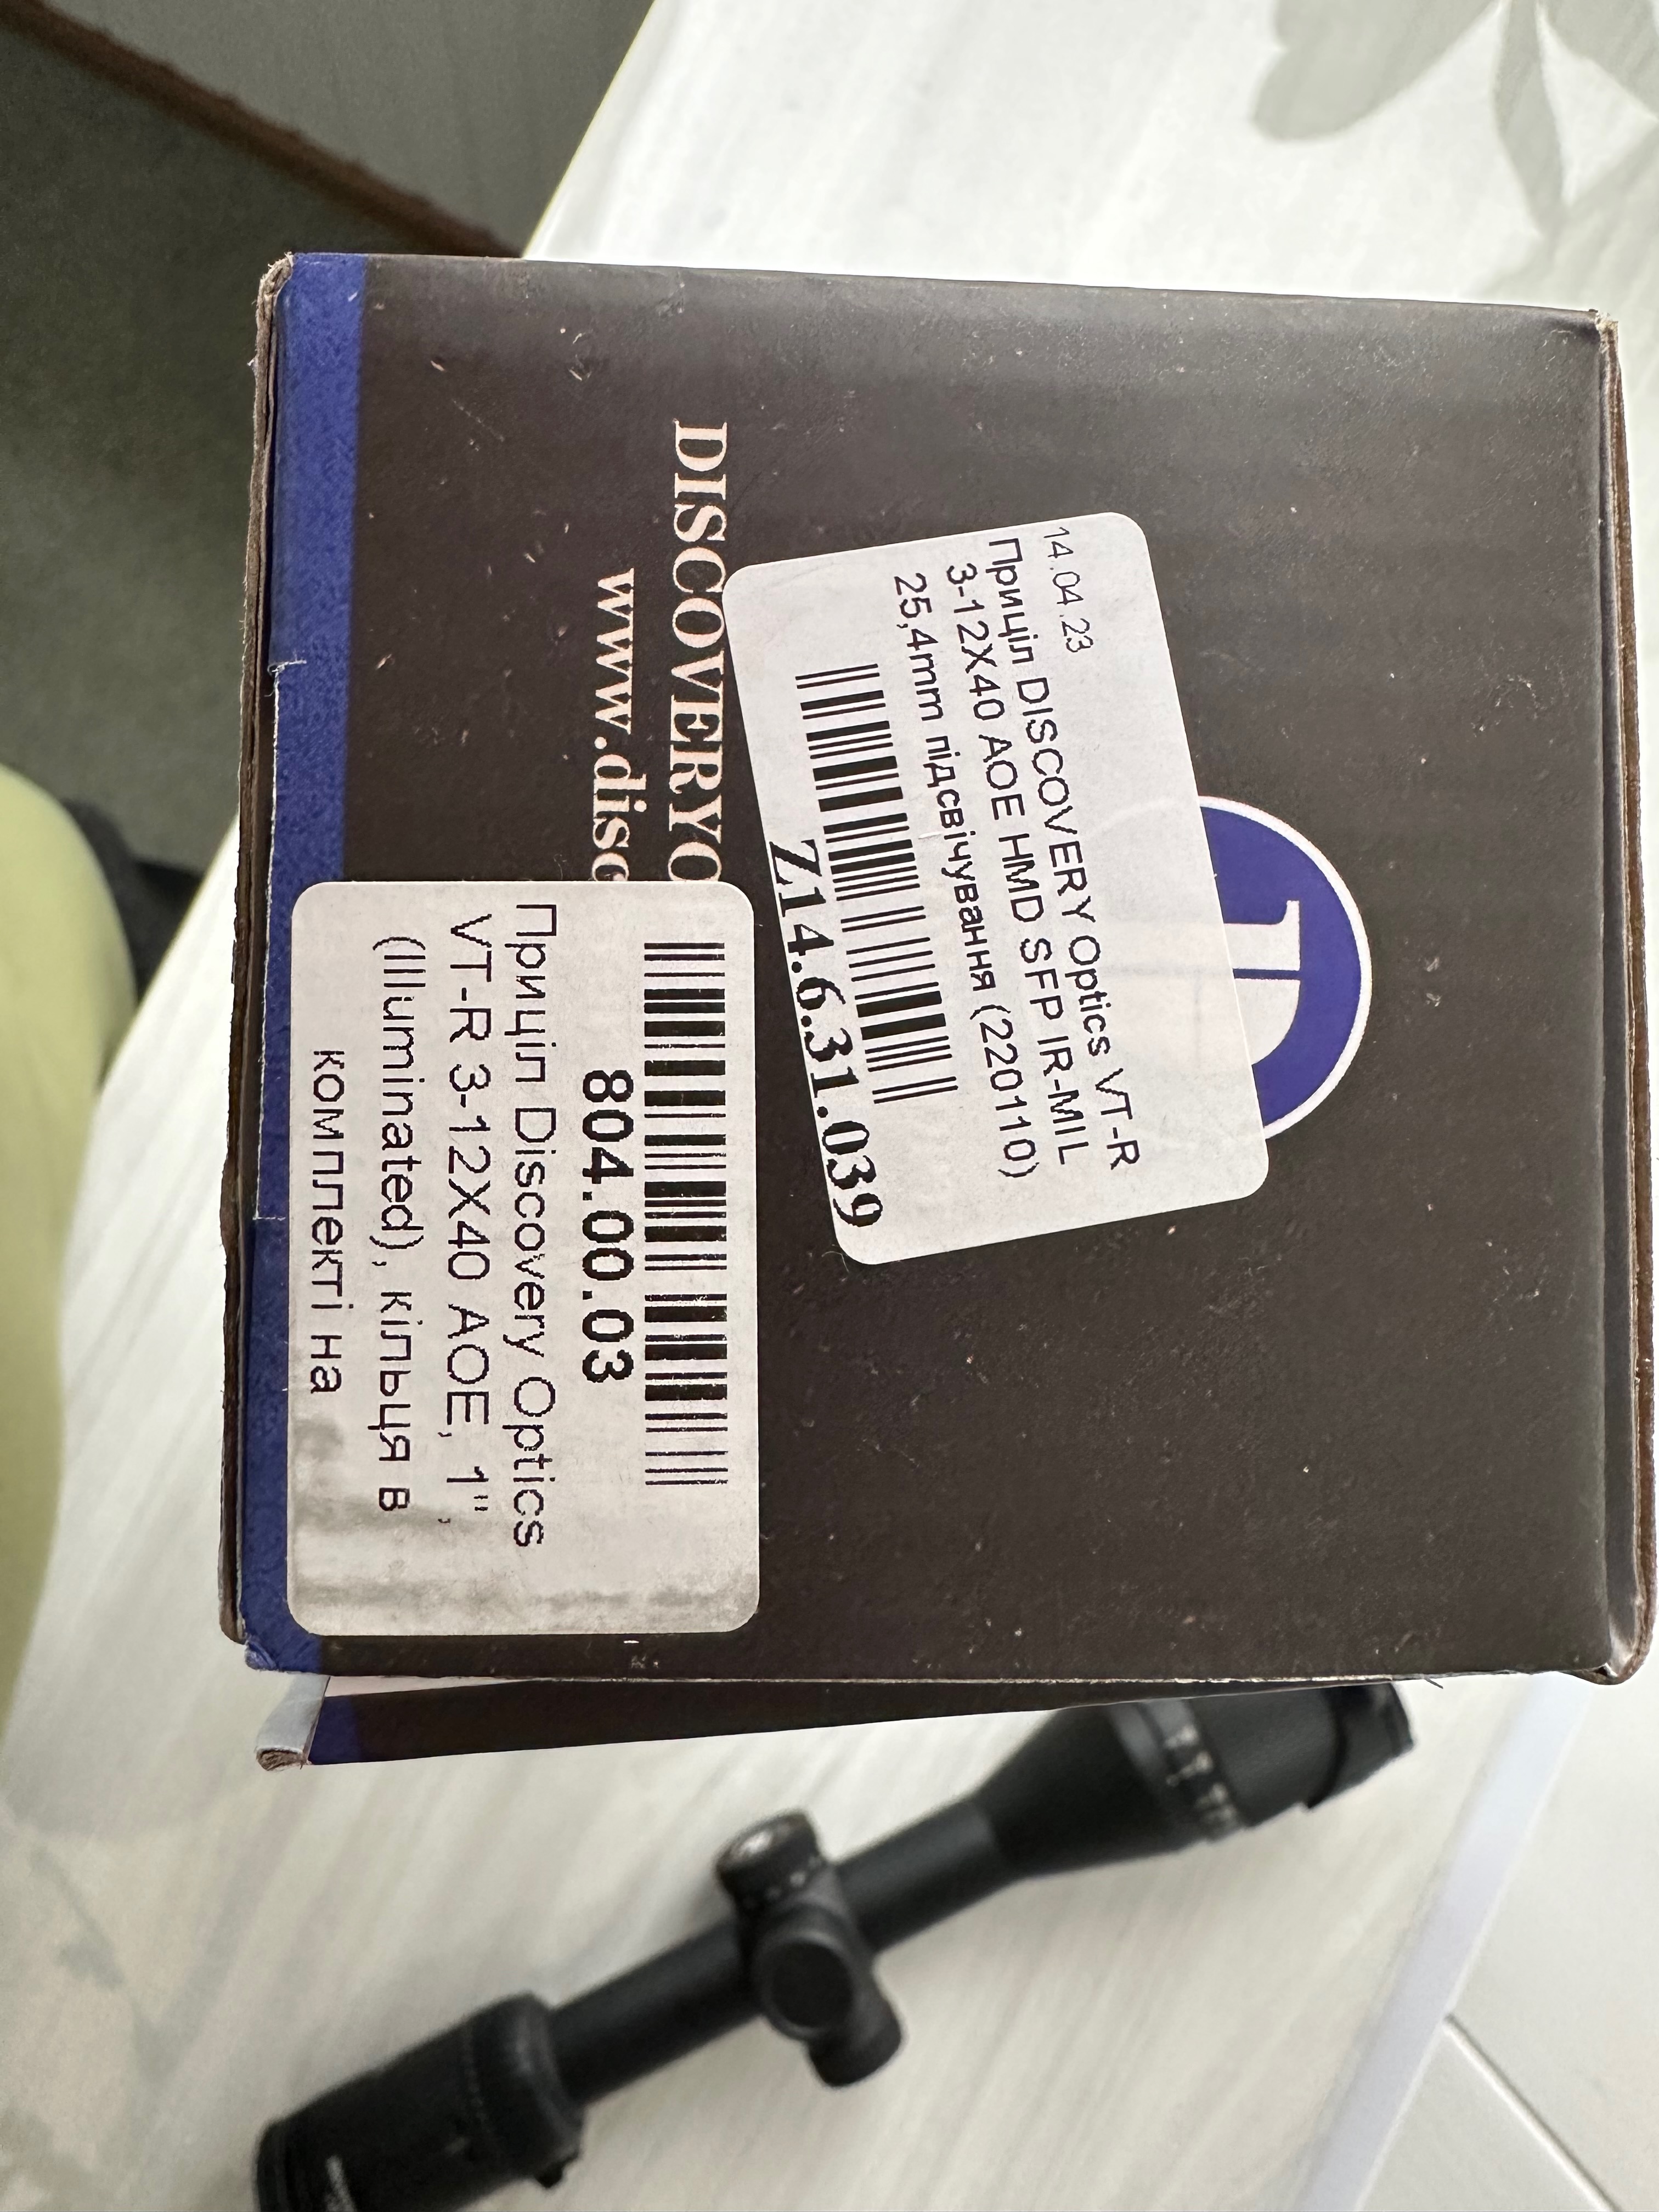 D
14.04.23
Приціл DISCOVERY Optics VT-R
3-12X40 AOE HMD SFP IR-MIL
25,4mm підсвічування (220110)
Z14.6.31.039
DISCOVERYO
www.disc
804.00.03
Приціл Discovery Optics
VT-R 3-12X40 AOE, 1",
(Illuminated), кільця в
комплекті на